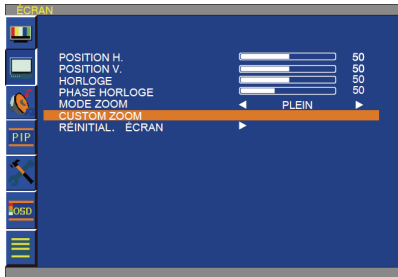 ÉCRAN
POSITION H. 50
POSITION V. 50
HORLOGE 50
PHASE HORLOGE 50
MODE ZOOM PLEIN
CUSTOM ZOOM
RÉINITIAL. ÉCRAN
PIP
OSD